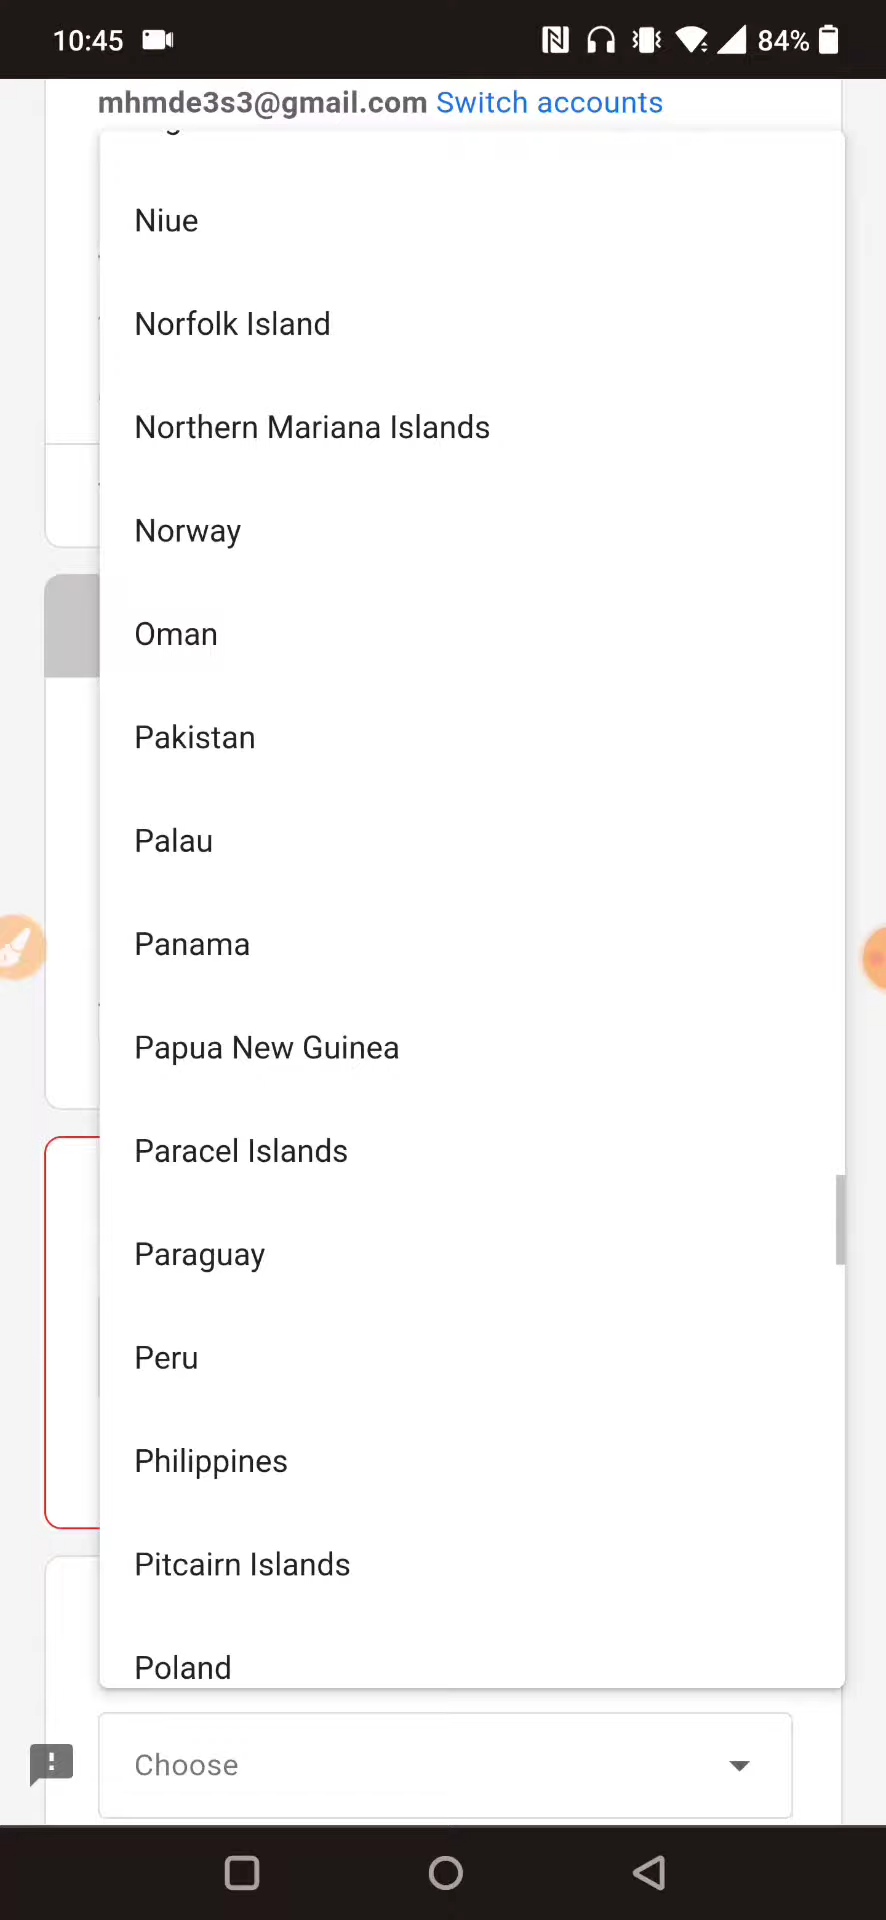 10:45 84%
mhmde3s3@gmail.com Switch accounts
Niue
Norfolk Island
Northern Mariana Islands
Norway
Oman
Pakistan
Palau
Panama
Papua New Guinea
Paracel Islands
Paraguay
Peru
Philippines
Pitcairn Islands
Poland
Choose